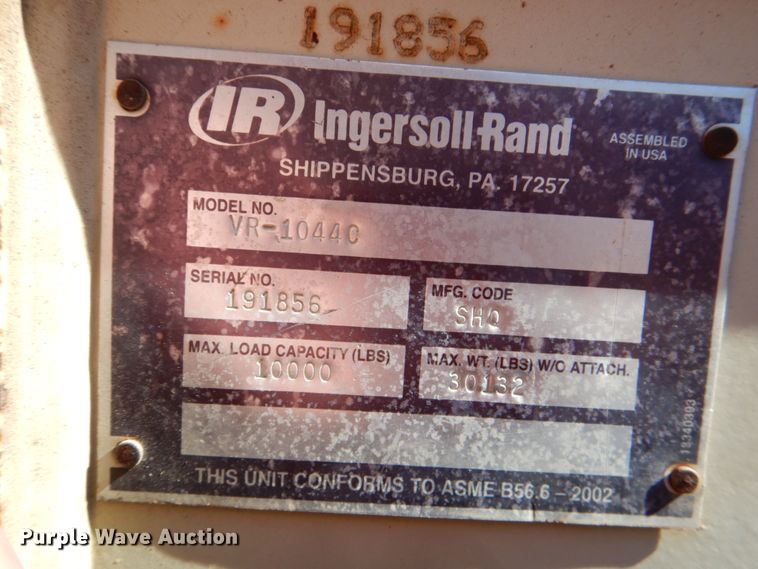 191856
IR Ingersoll-Rand
ASSEMBLED
IN USA
SHIPPENSBURG, PA. 17257
MODEL NO.
VR-1044C
SERIAL NO.
191856
MFG. CODE
SHQ
MAX. LOAD CAPACITY (LBS)
10000
MAX. WT. (LBS) W/O ATTACH.
30132
18340393
THIS UNIT CONFORMS TO ASME B56.6 - 2002
Purple Wave Auction